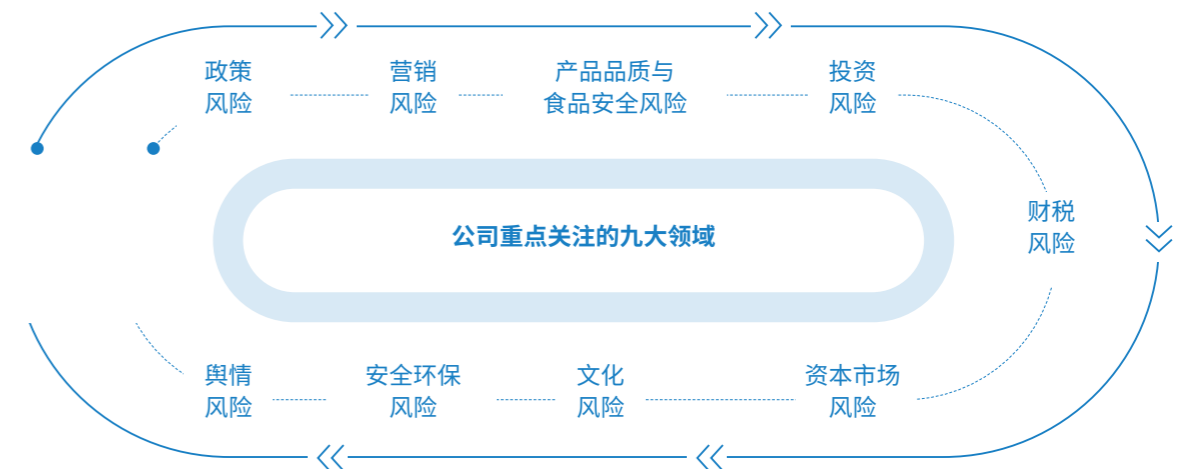 政策
风险
营销
风险
产品品质与
食品安全风险
投资
风险
财税
风险
公司重点关注的九大领域
舆情
风险
安全环保
风险
文化
风险
资本市场
风险